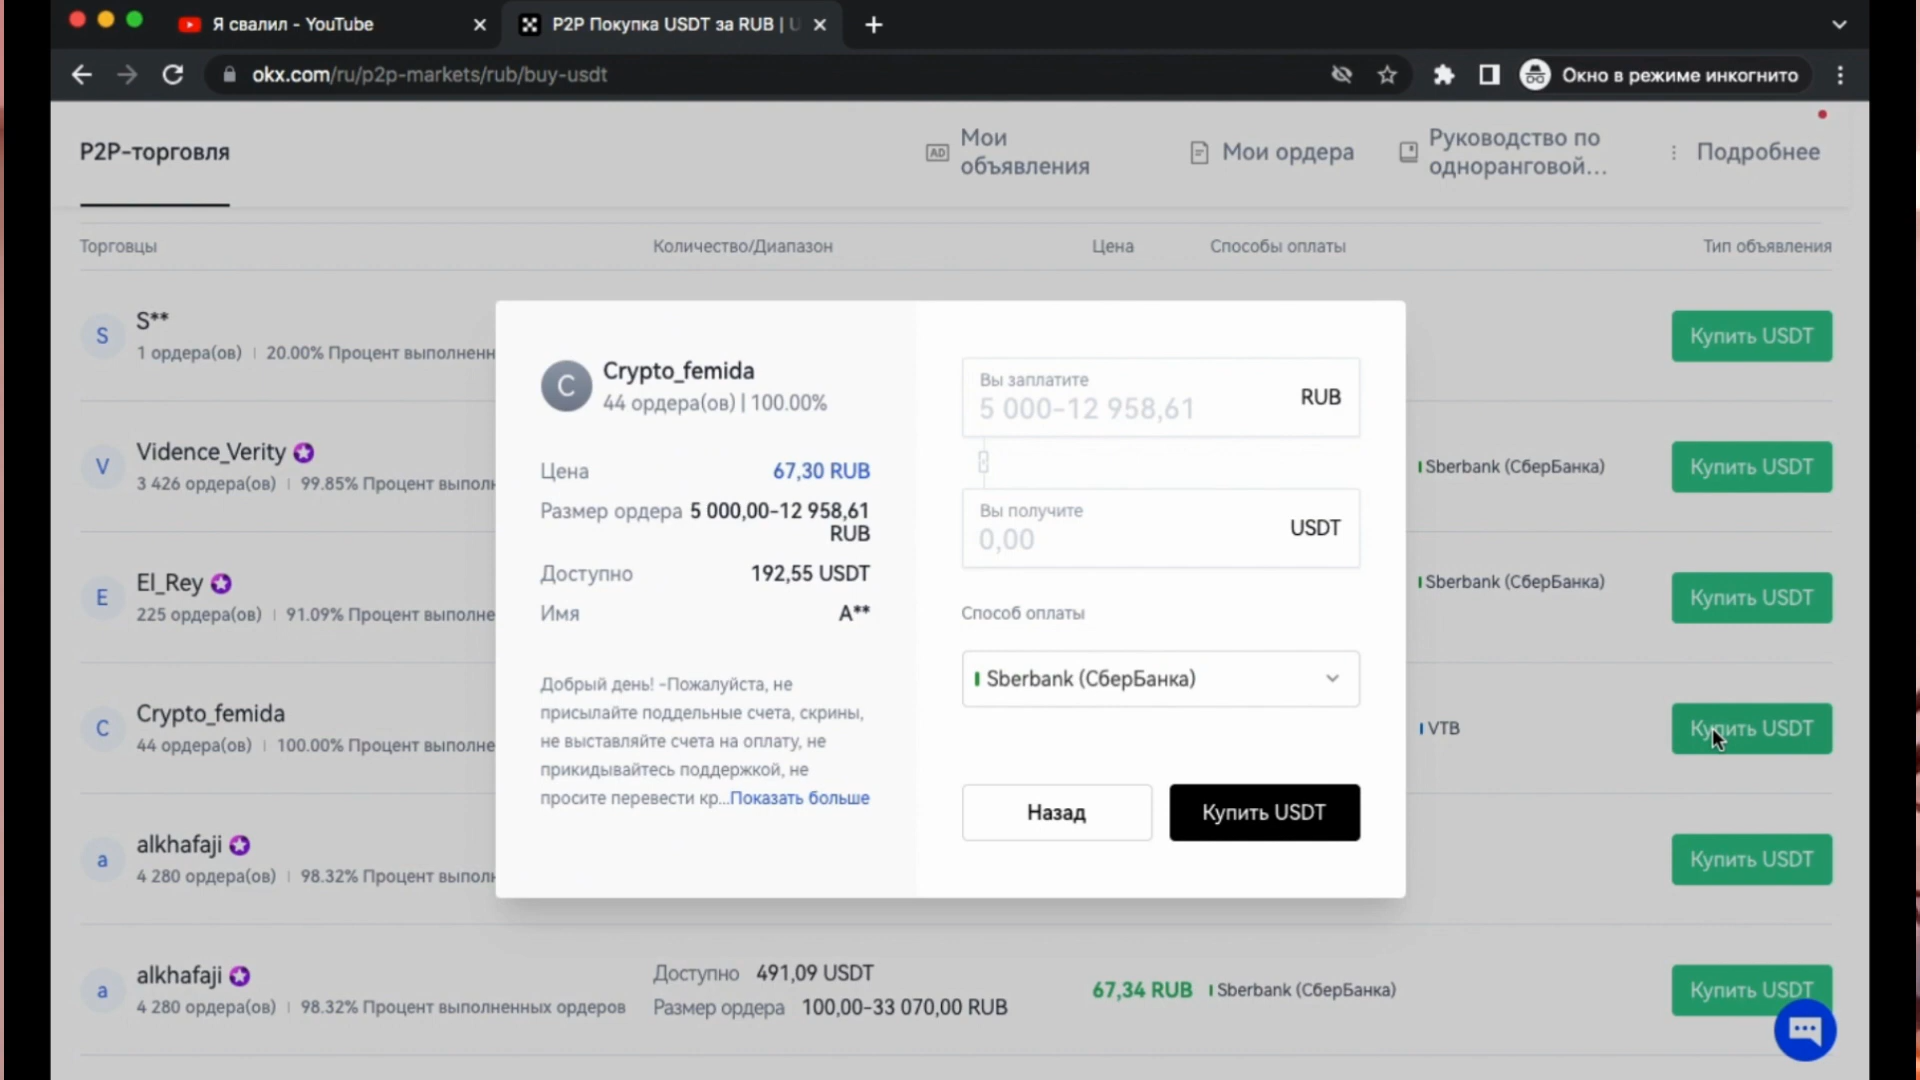 Я свалил - YouTube
P2P Покупка USDT за RUB | U
okx.com/ru/p2p-markets/rub/buy-usdt
Окно в режиме инкогнито
P2P-торговля
AD
Мои
объявления
Мои ордера
Руководство по
одноранговой...
Подробнее
Торговцы
Количество/Диапазон
Цена
Способы оплаты
Тип объявления
S
S**
1 ордера(ов) | 20.00% Процент выполненн
Купить USDT
V
Vidence_Verity
3 426 ордера(ов) | 99.85% Процент выполн
Sberbank (СберБанка)
Купить USDT
E
El_Rey
225 ордера(ов) | 91.09% Процент выполне
Sberbank (СберБанка)
Купить USDT
C
Crypto_femida
44 ордера(ов) | 100.00% Процент выполне
VTB
Купить USDT
a
alkhafaji
4 280 ордера(ов) | 98.32% Процент выполн
Купить USDT
a
alkhafaji
4 280 ордера(ов) | 98.32% Процент выполненных ордеров
Доступно 491,09 USDT
Размер ордера 100,00-33 070,00 RUB
67,34 RUB
Sberbank (СберБанка)
Купить USDT
C
Crypto_femida
44 ордера(ов) | 100.00%
Цена 67,30 RUB
Размер ордера 5 000,00-12 958,61
RUB
Доступно 192,55 USDT
Имя A**
Добрый день! -Пожалуйста, не
присылайте поддельные счета, скрины,
не выставляйте счета на оплату, не
прикидывайтесь поддержкой, не
просите перевести кр...Показать больше
Вы заплатите
5 000-12 958,61 RUB
Вы получите
0,00 USDT
Способ оплаты
Sberbank (СберБанка)
Назад
Купить USDT